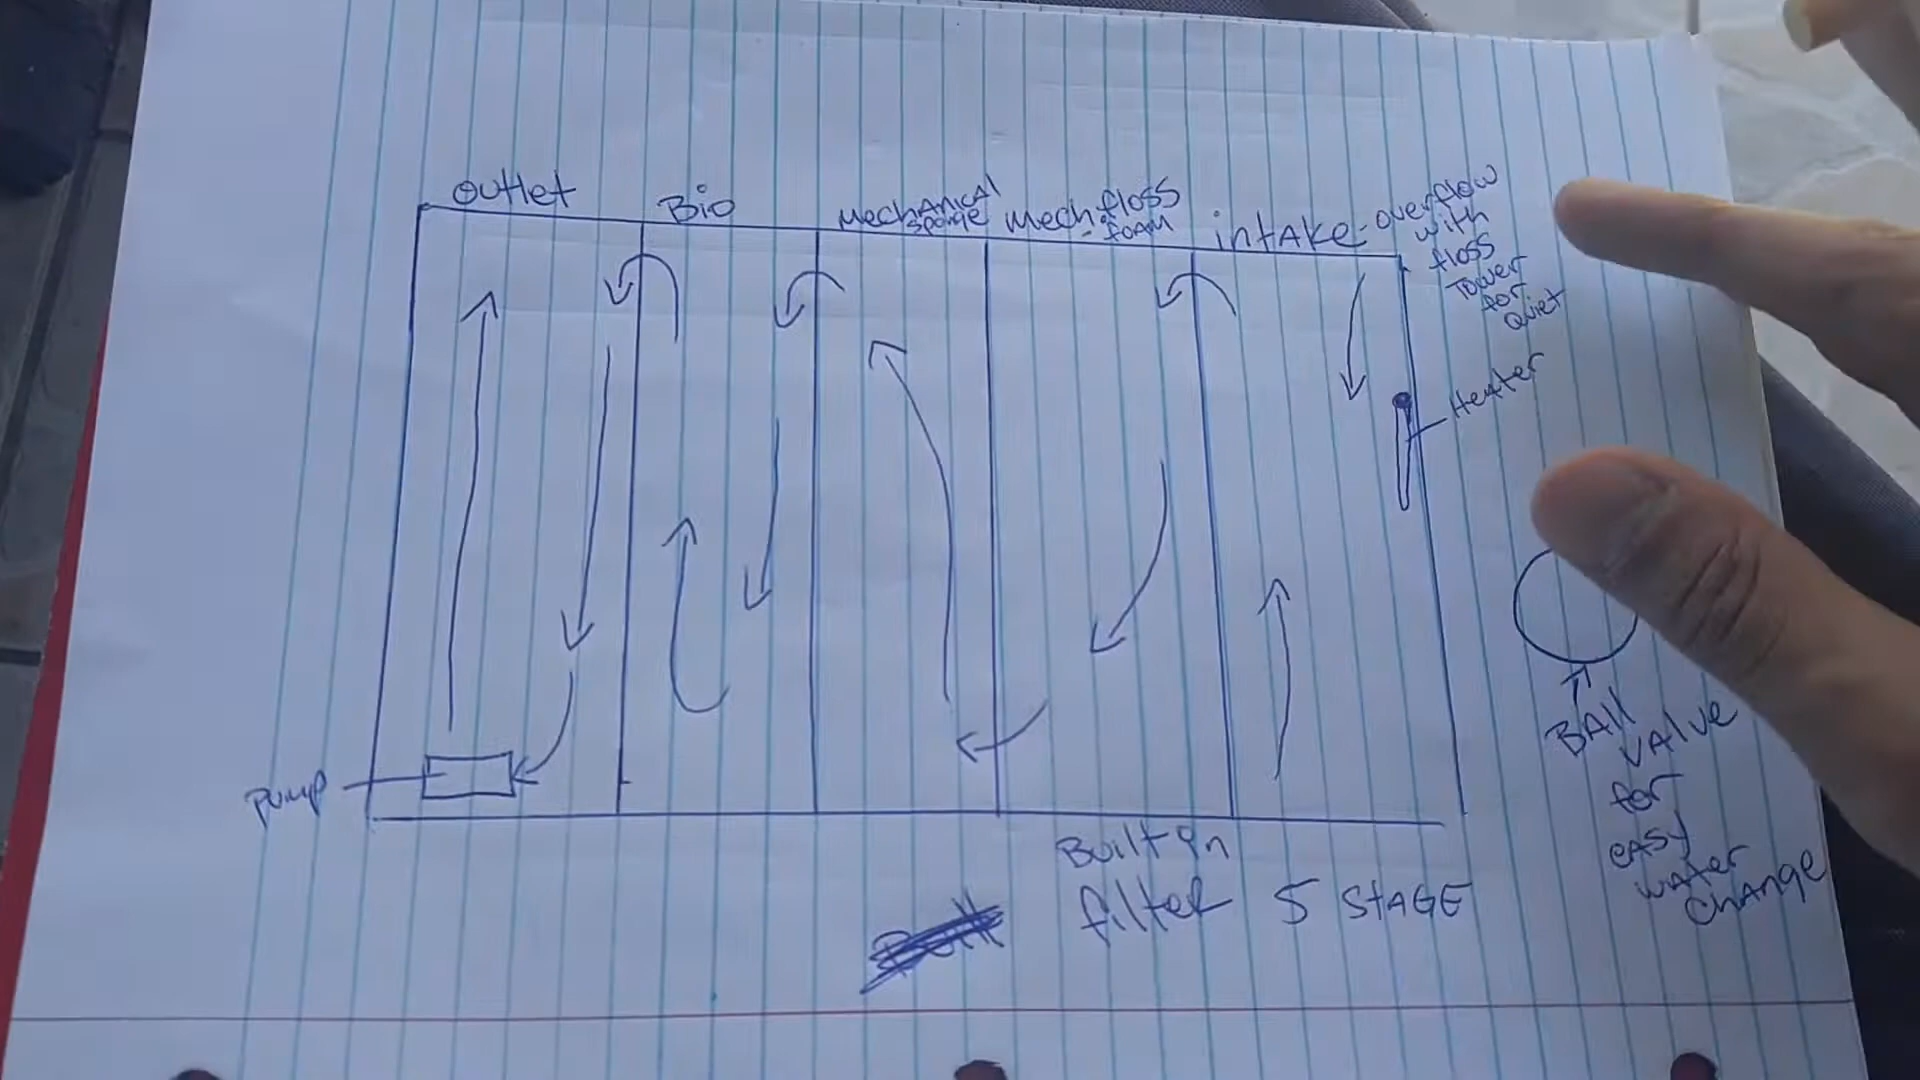 Outlet
Bio
Mechanical
sponge
mech floss
foam
intake-overflow
with
floss
Tower
for
Quiet
Heater
pump
BAll
VALVE
for
easy
water
change
Built in
filter 5 STAGE